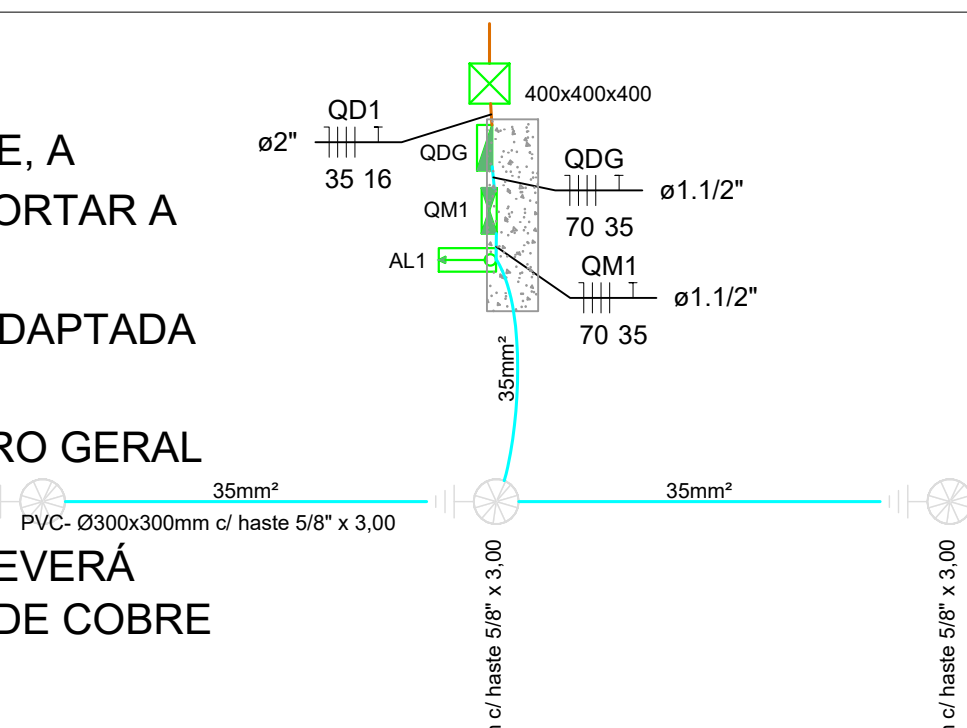 E, A
ORTAR A
DAPTADA
RO GERAL
EVERÁ
DE COBRE
400x400x400
QD1
ø2"
35 16
QDG
QDG
ø1.1/2"
70 35
QM1
QM1
ø1.1/2"
70 35
AL1
35mm²
35mm²
35mm²
PVC- Ø300x300mm c/ haste 5/8" x 3,00
c/ haste 5/8" x 3,00
c/ haste 5/8" x 3,00